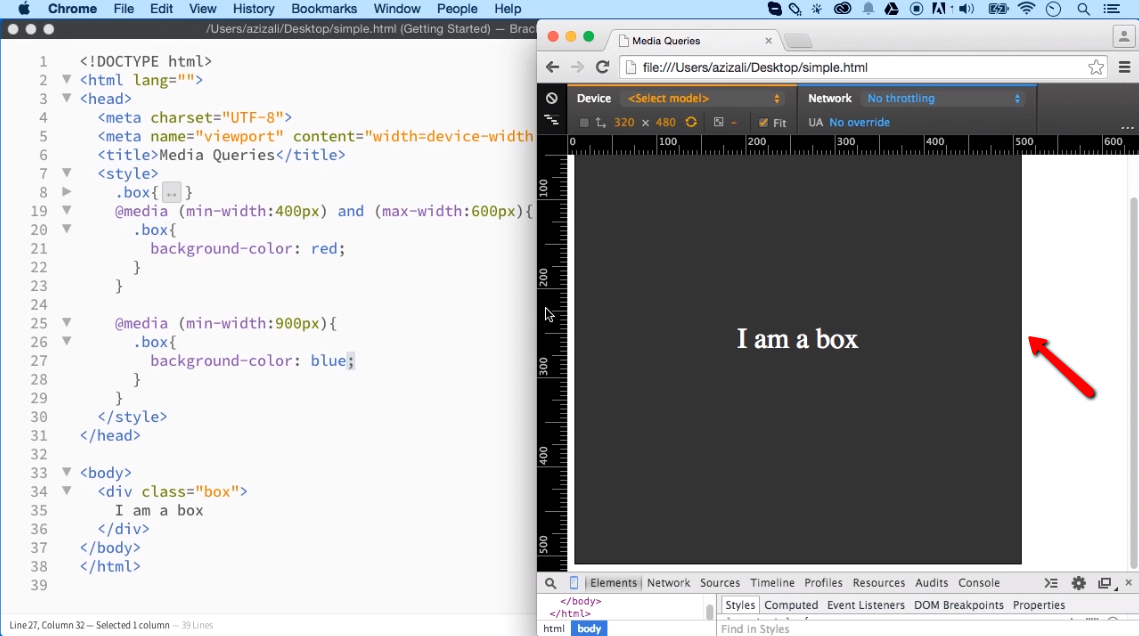 Chrome File Edit View History Bookmarks Window People Help
/Users/azizali/Desktop/simple.html (Getting Started) — Brac
1 <!DOCTYPE html>
2 <html lang="">
3 <head>
4 <meta charset="UTF-8">
5 <meta name="viewport" content="width=device-width
6 <title>Media Queries</title>
7 <style>
8 .box{ ↔ }
19 @media (min-width:400px) and (max-width:600px){
20 .box{
21 background-color: red;
22 }
23 }
24
25 @media (min-width:900px){
26 .box{
27 background-color: blue;
28 }
29 }
30 </style>
31 </head>
32
33 <body>
34 <div class="box">
35 I am a box
36 </div>
37 </body>
38 </html>
39
Line 27, Column 32 — Selected 1 column — 39 Lines
Media Queries ×
file:///Users/azizali/Desktop/simple.html
Device <Select model> Network No throttling
320 × 480 – Fit UA No override
...
0 100 200 300 400 500 600
100
200
300
400
500
I am a box
Elements Network Sources Timeline Profiles Resources Audits Console
</body>
</html>
html body
Styles Computed Event Listeners DOM Breakpoints Properties
Find in Styles